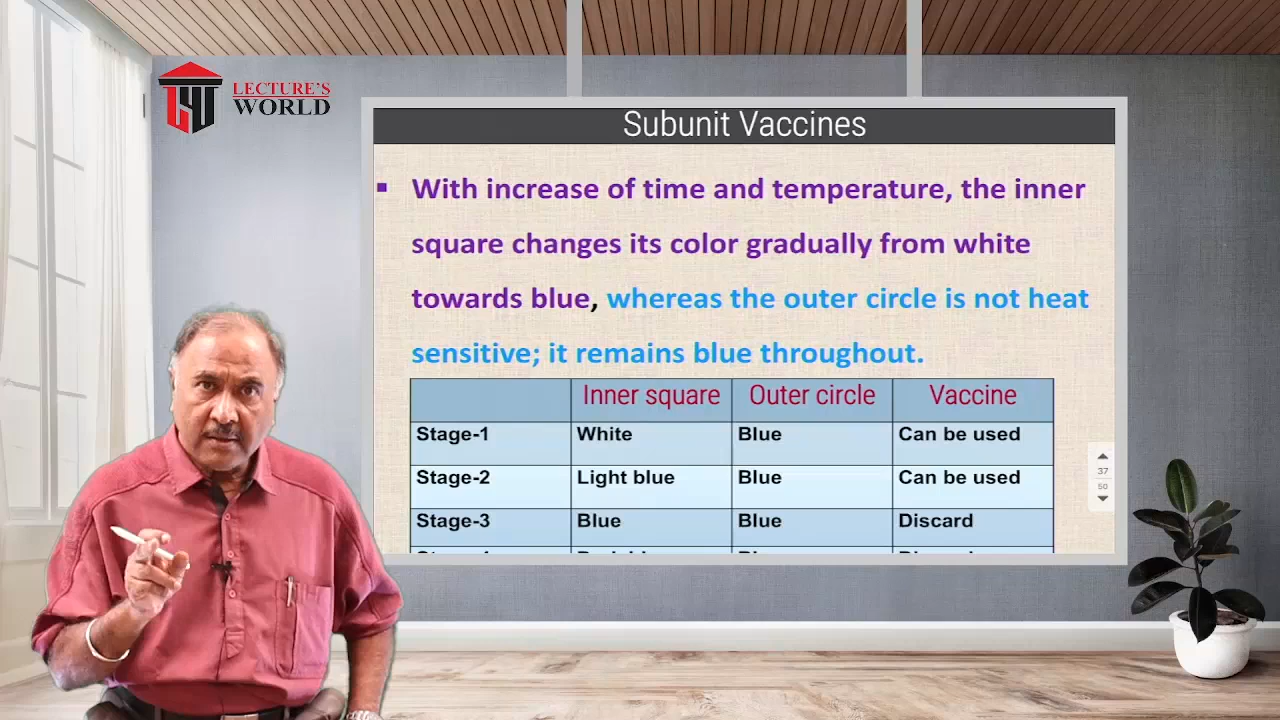 LECTURE'S
WORLD
Subunit Vaccines
▪ With increase of time and temperature, the inner
square changes its color gradually from white
towards blue, whereas the outer circle is not heat
sensitive; it remains blue throughout.
Inner square Outer circle Vaccine
Stage-1 White Blue Can be used
Stage-2 Light blue Blue Can be used
Stage-3 Blue Blue Discard
37
50